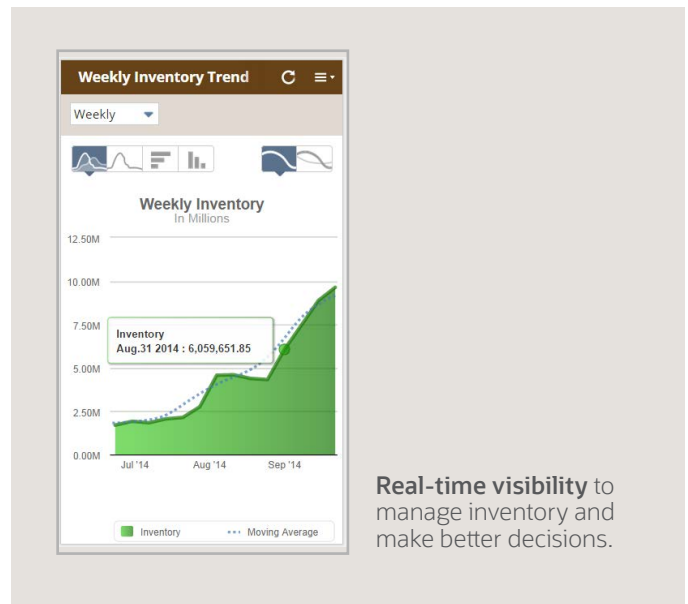 Weekly Inventory Trend
Weekly
Weekly Inventory
In Millions
12.50M
10.00M
7.50M
Inventory
Aug.31 2014 : 6,059,651.85
5.00M
2.50M
0.00M
Jul '14 Aug '14 Sep '14
Inventory Moving Average
Real-time visibility to
manage inventory and
make better decisions.